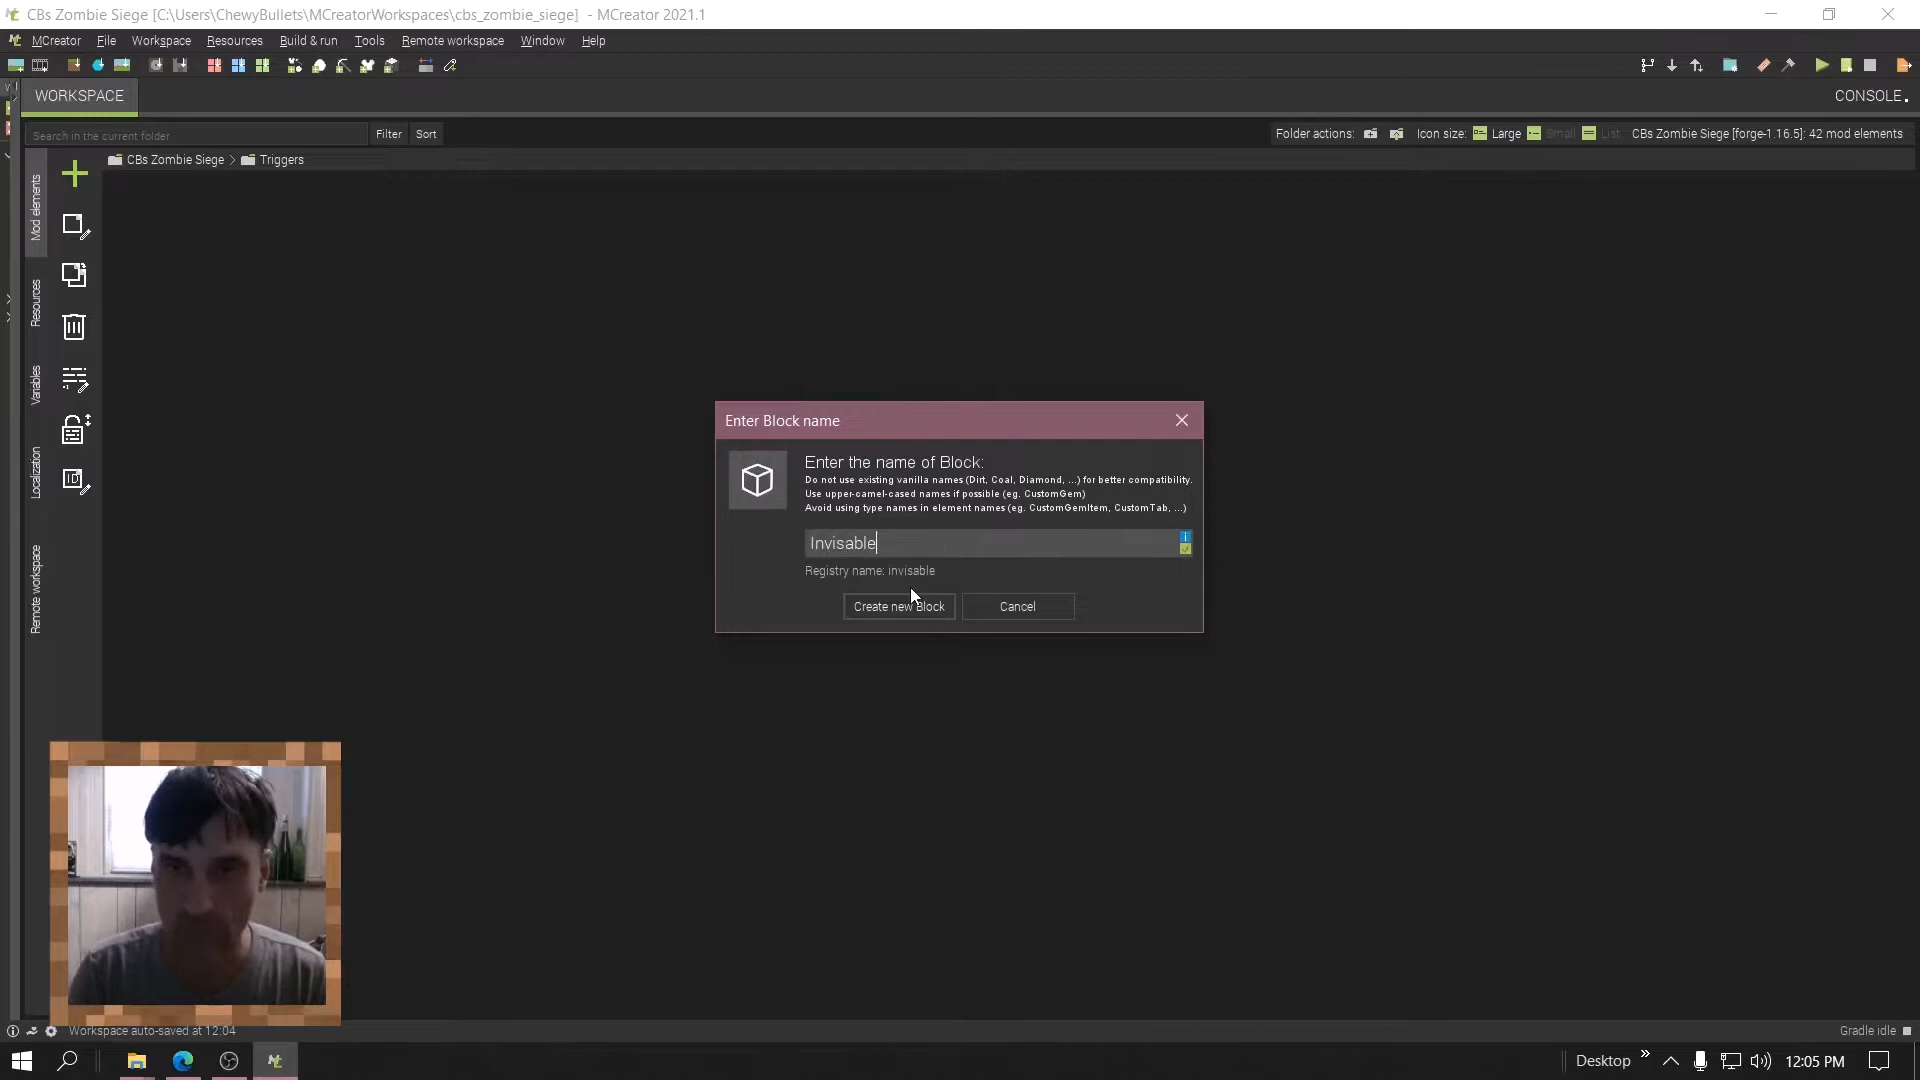 CBs Zombie Siege [C:\Users\ChewyBullets\MCreatorWorkspaces\cbs_zombie_siege] - MCreator 2021.1
MCreator File Workspace Resources Build & run Tools Remote workspace Window Help
WORKSPACE
CONSOLE
Search in the current folder
Filter
Sort
Folder actions:
Icon size:
Large
Small
List
CBs Zombie Siege [forge-1.16.5]: 42 mod elements
CBs Zombie Siege > Triggers
Mod elements
Resources
Variables
Localization
Remote workspace
Enter Block name
Enter the name of Block:
Do not use existing vanilla names (Dirt, Coal, Diamond, ...) for better compatibility.
Use upper-camel-cased names if possible (eg. CustomGem)
Avoid using type names in element names (eg. CustomGemItem, CustomTab, ...)
Invisable
Registry name: invisable
Create new Block
Cancel
Workspace auto-saved at 12:04
Gradle idle
Desktop
12:05 PM